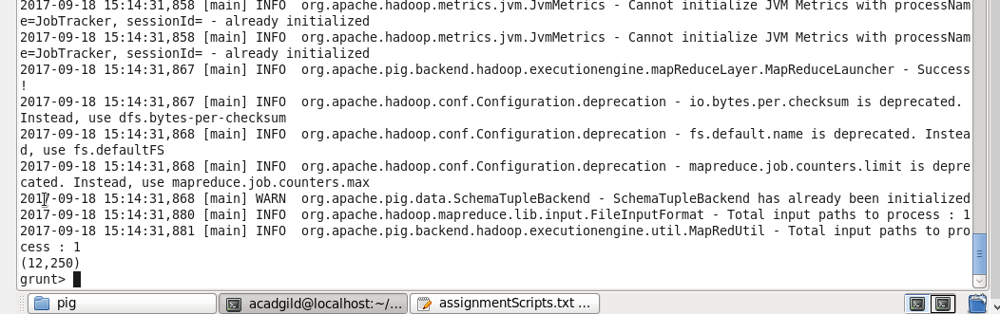 2017-09-18 15:14:31,858 [main] INFO  org.apache.hadoop.metrics.jvm.JvmMetrics - Cannot initialize JVM Metrics with processNam
e=JobTracker, sessionId= - already initialized
2017-09-18 15:14:31,858 [main] INFO  org.apache.hadoop.metrics.jvm.JvmMetrics - Cannot initialize JVM Metrics with processNam
e=JobTracker, sessionId= - already initialized
2017-09-18 15:14:31,867 [main] INFO  org.apache.pig.backend.hadoop.executionengine.mapReduceLayer.MapReduceLauncher - Success
!
2017-09-18 15:14:31,867 [main] INFO  org.apache.hadoop.conf.Configuration.deprecation - io.bytes.per.checksum is deprecated.
Instead, use dfs.bytes-per-checksum
2017-09-18 15:14:31,868 [main] INFO  org.apache.hadoop.conf.Configuration.deprecation - fs.default.name is deprecated. Instea
d, use fs.defaultFS
2017-09-18 15:14:31,868 [main] INFO  org.apache.hadoop.conf.Configuration.deprecation - mapreduce.job.counters.limit is depre
cated. Instead, use mapreduce.job.counters.max
2017-09-18 15:14:31,868 [main] WARN  org.apache.pig.data.SchemaTupleBackend - SchemaTupleBackend has already been initialized
2017-09-18 15:14:31,880 [main] INFO  org.apache.hadoop.mapreduce.lib.input.FileInputFormat - Total input paths to process : 1
2017-09-18 15:14:31,881 [main] INFO  org.apache.pig.backend.hadoop.executionengine.util.MapRedUtil - Total input paths to pro
cess : 1
(12,250)
grunt>
pig
acadgild@localhost:~/...
assignmentScripts.txt ...